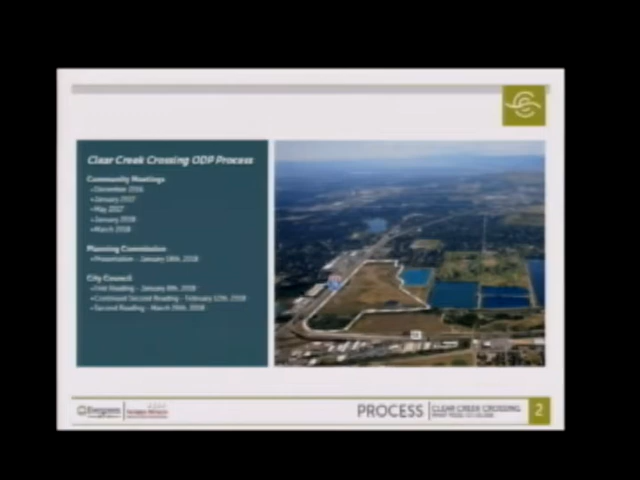 Clear Creek Crossing ODP Process
Community Meetings
•December 2016
•January 2017
•May 2017
•January 2018
•March 2018
Planning Commission
•Presentation - January 18th, 2018
City Council
•First Reading - January 8th, 2018
•Continued Second Reading - February 12th, 2018
•Second Reading - March 26th, 2018
Evergreen
PROCESS
CLEAR CREEK CROSSING
2